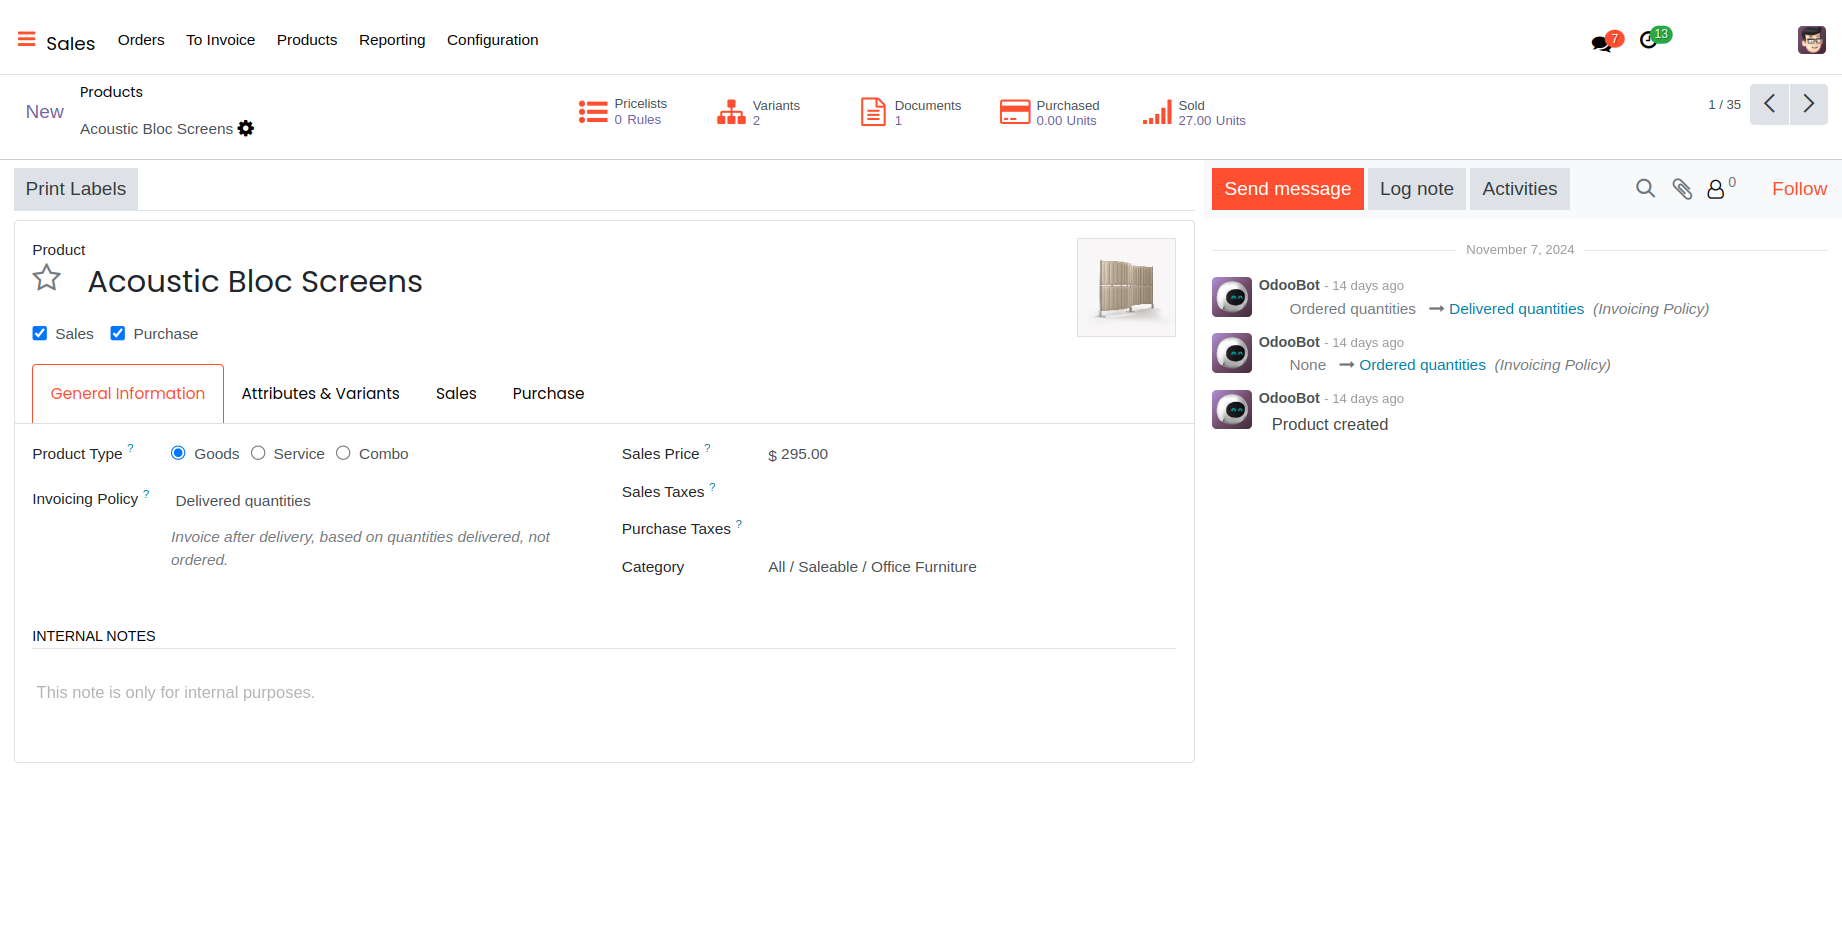 Sales Orders To Invoice Products Reporting Configuration 7 13
New Products
Acoustic Bloc Screens
Pricelists
0 Rules
Variants
2
Documents
1
Purchased
0.00 Units
Sold
27.00 Units
1 / 35
Print Labels
Send message Log note Activities 0 Follow
Product
Acoustic Bloc Screens
Sales Purchase
General Information Attributes & Variants Sales Purchase
Product Type ? Goods Service Combo
Invoicing Policy ? Delivered quantities
Invoice after delivery, based on quantities delivered, not
ordered.
Sales Price ? $ 295.00
Sales Taxes ?
Purchase Taxes ?
Category All / Saleable / Office Furniture
INTERNAL NOTES
This note is only for internal purposes.
November 7, 2024
OdooBot - 14 days ago
Ordered quantities → Delivered quantities (Invoicing Policy)
OdooBot - 14 days ago
None → Ordered quantities (Invoicing Policy)
OdooBot - 14 days ago
Product created